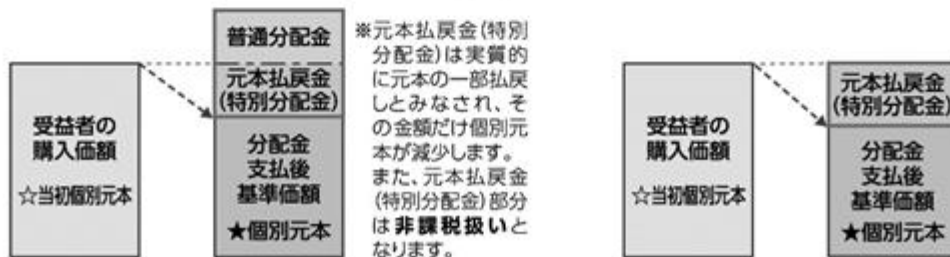 普通分配金
元本払戻金
(特別分配金)
受益者の
購入価額
☆当初個別元本
分配金
支払後
基準価額
★個別元本
※元本払戻金(特別
分配金)は実質的
に元本の一部払戻
しとみなされ、そ
の金額だけ個別元
本が減少します。
また、元本払戻金
(特別分配金)部分
は非課税扱いと
なります。
受益者の
購入価額
☆当初個別元本
元本払戻金
(特別分配金)
分配金
支払後
基準価額
★個別元本